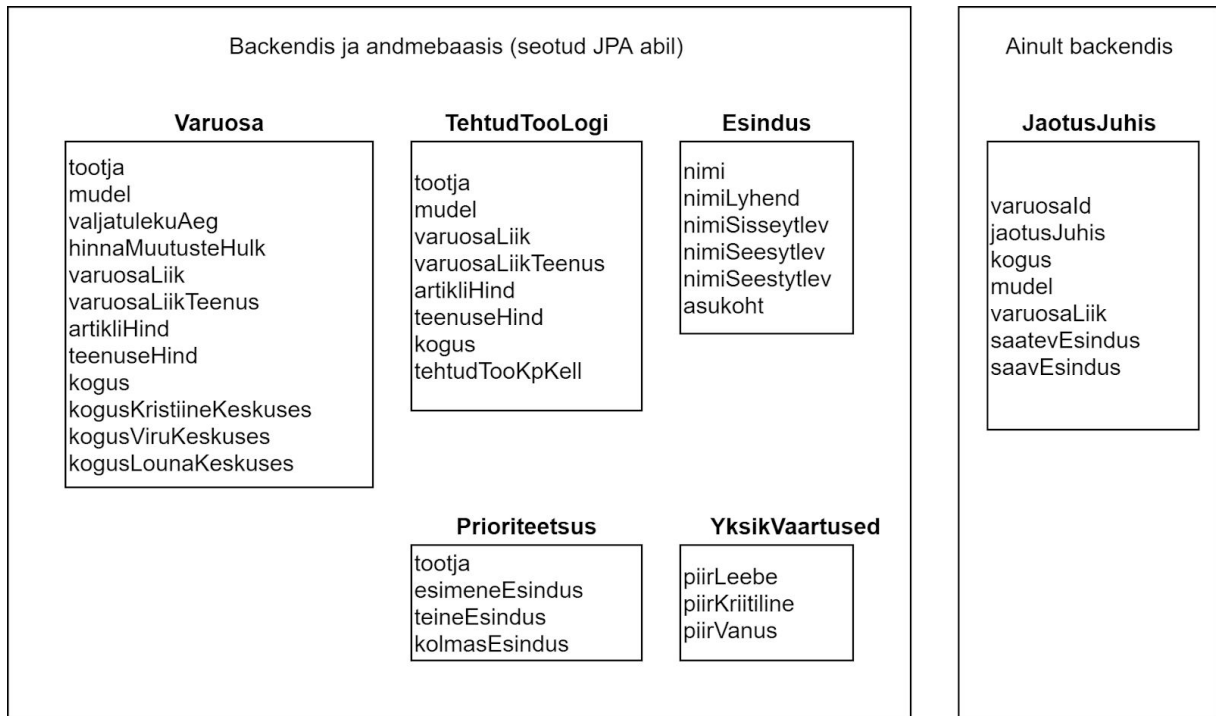 Backendis ja andmebaasis (seotud JPA abil)
Varuosa
tootja
mudel
valjatulekuAeg
hinnaMuutusteHulk
varuosaLiik
varuosaLiikTeenus
artikliHind
teenuseHind
kogus
kogusKristiineKeskuses
kogusViruKeskuses
kogusLounaKeskuses
TehtudTooLogi
tootja
mudel
varuosaLiik
varuosaLiikTeenus
artikliHind
teenuseHind
kogus
tehtudTooKpKell
Esindus
nimi
nimiLyhend
nimiSisseytlev
nimiSeesytlev
nimiSeestytlev
asukoht
Prioriteetsus
tootja
esimeneEsindus
teineEsindus
kolmasEsindus
YksikVaartused
piirLeebe
piirKriitiline
piirVanus
Ainult backendis
JaotusJuhis
varuosaId
jaotusJuhis
kogus
mudel
varuosaLiik
saatevEsindus
saavEsindus